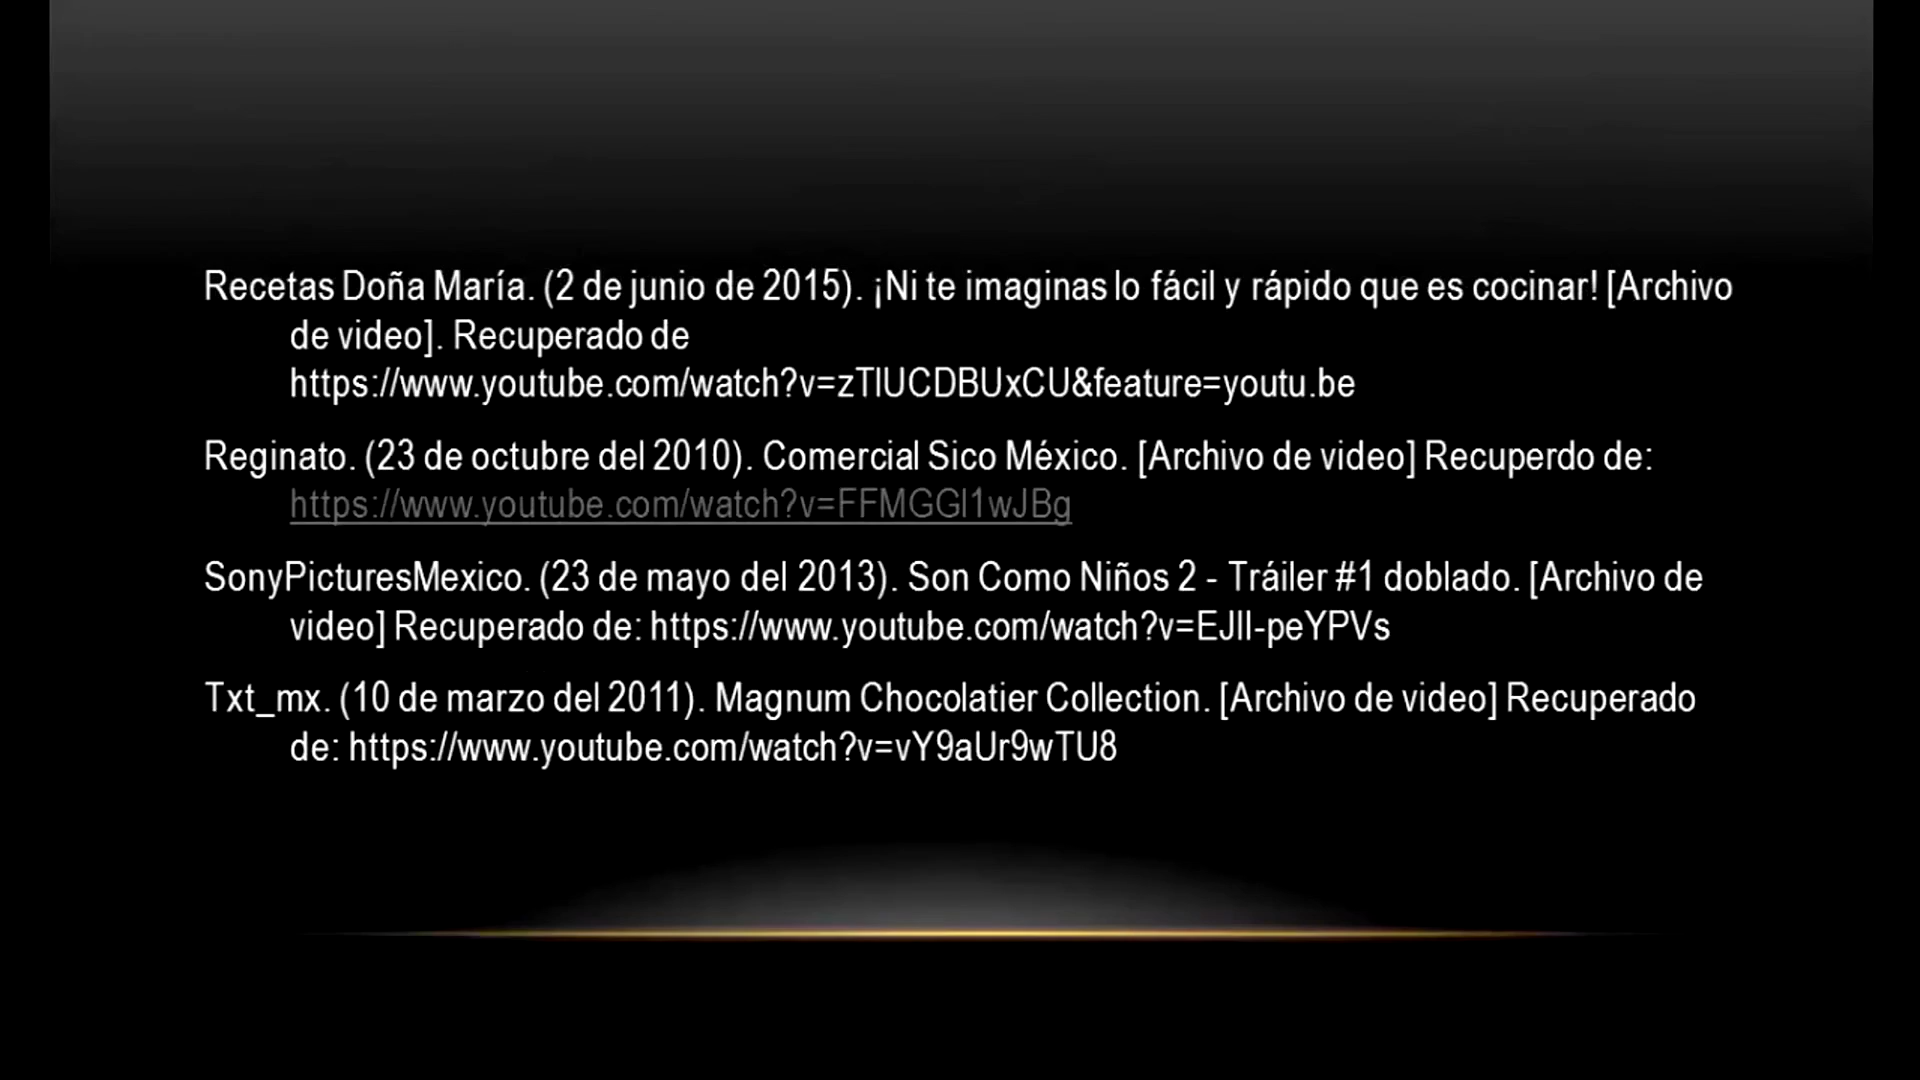 Recetas Doña María. (2 de junio de 2015). ¡Ni te imaginas lo fácil y rápido que es cocinar! [Archivo
de video]. Recuperado de
https://www.youtube.com/watch?v=zTlUCDBUxCU&feature=youtu.be
Reginato. (23 de octubre del 2010). Comercial Sico México. [Archivo de video] Recuperdo de:
https://www.youtube.com/watch?v=FFMGGl1wJBg
SonyPicturesMexico. (23 de mayo del 2013). Son Como Niños 2 - Tráiler #1 doblado. [Archivo de
video] Recuperado de: https://www.youtube.com/watch?v=EJlI-peYPVs
Txt_mx. (10 de marzo del 2011). Magnum Chocolatier Collection. [Archivo de video] Recuperado
de: https://www.youtube.com/watch?v=vY9aUr9wTU8